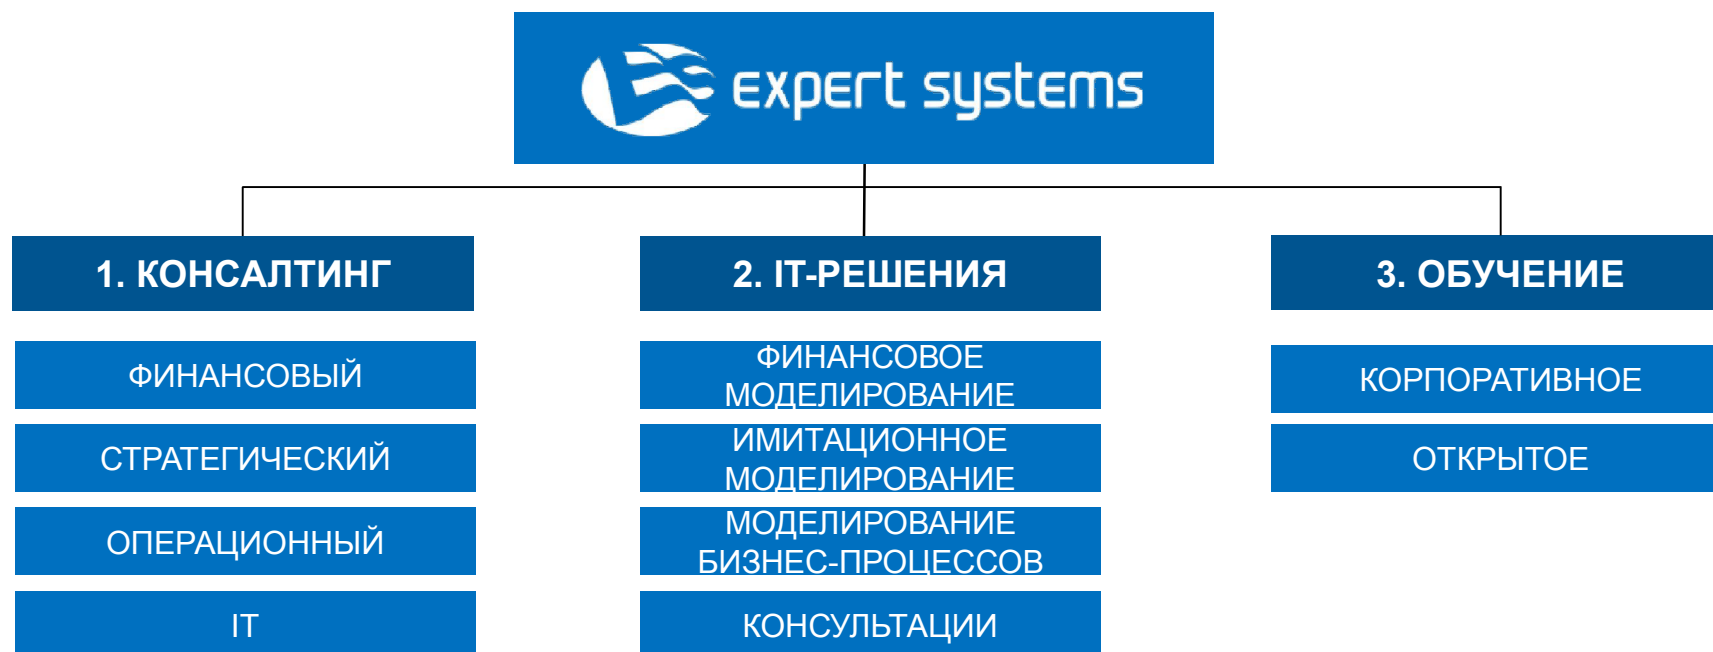 expert systems
1. КОНСАЛТИНГ
ФИНАНСОВЫЙ
СТРАТЕГИЧЕСКИЙ
ОПЕРАЦИОННЫЙ
IT
2. IT-РЕШЕНИЯ
ФИНАНСОВОЕ
МОДЕЛИРОВАНИЕ
ИМИТАЦИОННОЕ
МОДЕЛИРОВАНИЕ
МОДЕЛИРОВАНИЕ
БИЗНЕС-ПРОЦЕССОВ
КОНСУЛЬТАЦИИ
3. ОБУЧЕНИЕ
КОРПОРАТИВНОЕ
ОТКРЫТОЕ